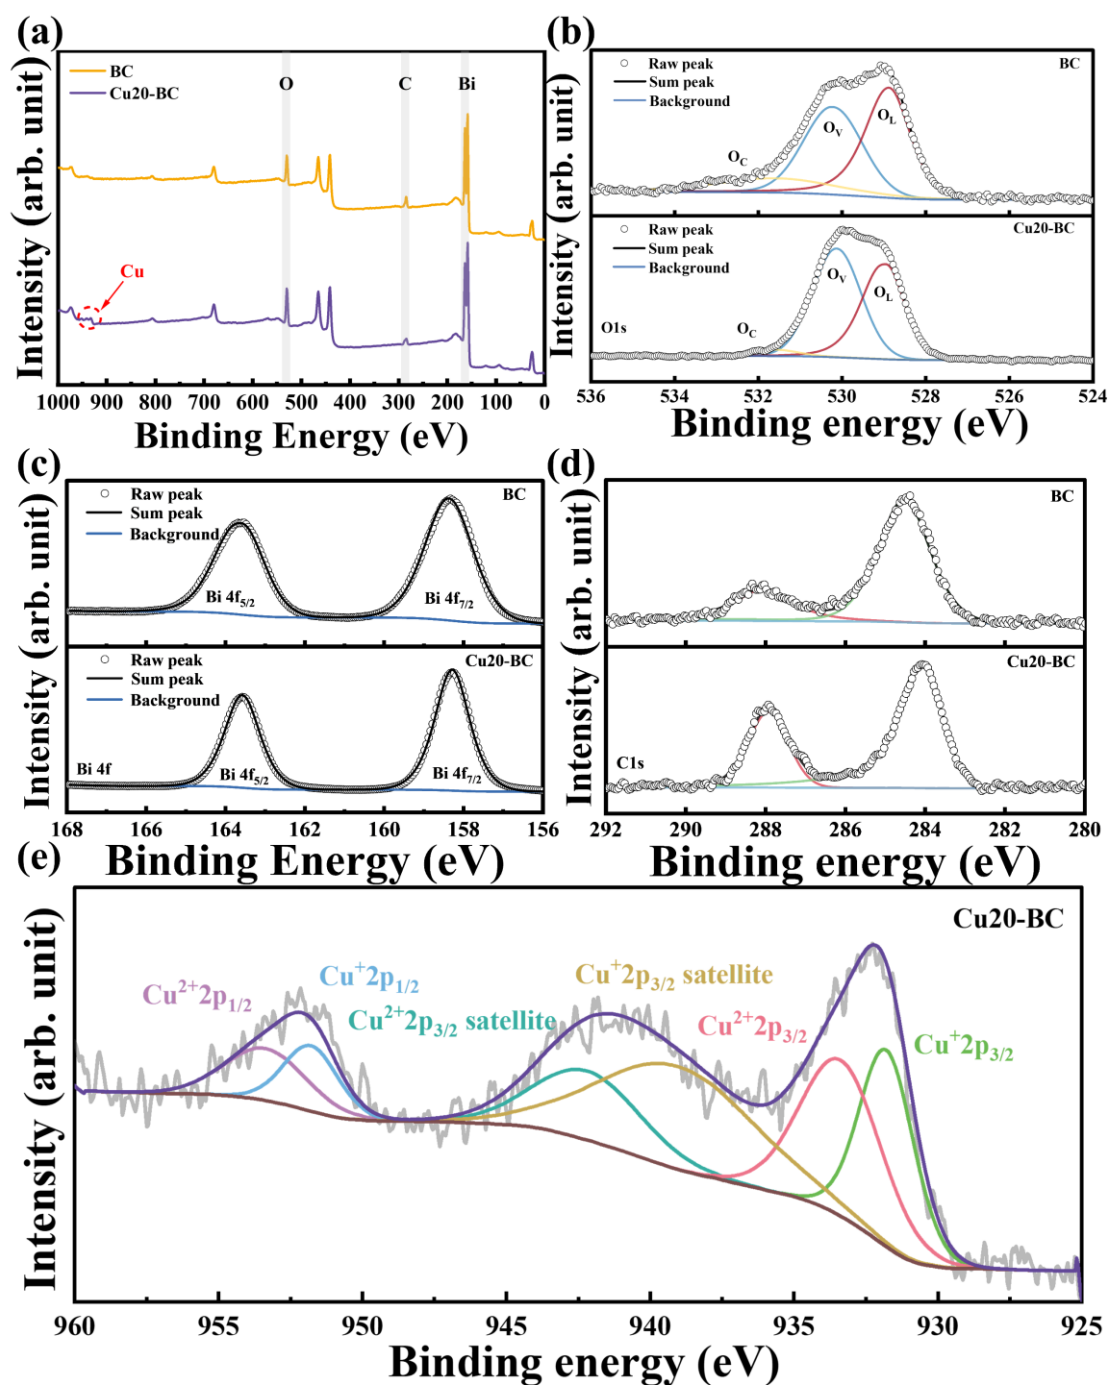 (a)
BC
Cu20-BC
O
C
Bi
Cu
Intensity (arb. unit)
1000 900 800 700 600 500 400 300 200 100 0
Binding Energy (eV)
(b)
Raw peak
Sum peak
Background
BC
O_C
O_V
O_L
Raw peak
Sum peak
Background
Cu20-BC
O_V
O_L
O_C
O1s
Intensity (arb. unit)
536 534 532 530 528 526 524
Binding energy (eV)
(c)
Raw peak
Sum peak
Background
BC
Bi 4f5/2
Bi 4f7/2
Raw peak
Sum peak
Background
Cu20-BC
Bi 4f
Bi 4f5/2
Bi 4f7/2
Intensity (arb. unit)
168 166 164 162 160 158 156
Binding Energy (eV)
(d)
BC
Cu20-BC
C1s
Intensity (arb. unit)
292 290 288 286 284 282 280
Binding energy (eV)
(e)
Cu20-BC
Cu²⁺2p1/2
Cu⁺2p1/2
Cu²⁺2p3/2 satellite
Cu⁺2p3/2 satellite
Cu²⁺2p3/2
Cu⁺2p3/2
Intensity (arb. unit)
960 955 950 945 940 935 930 925
Binding energy (eV)